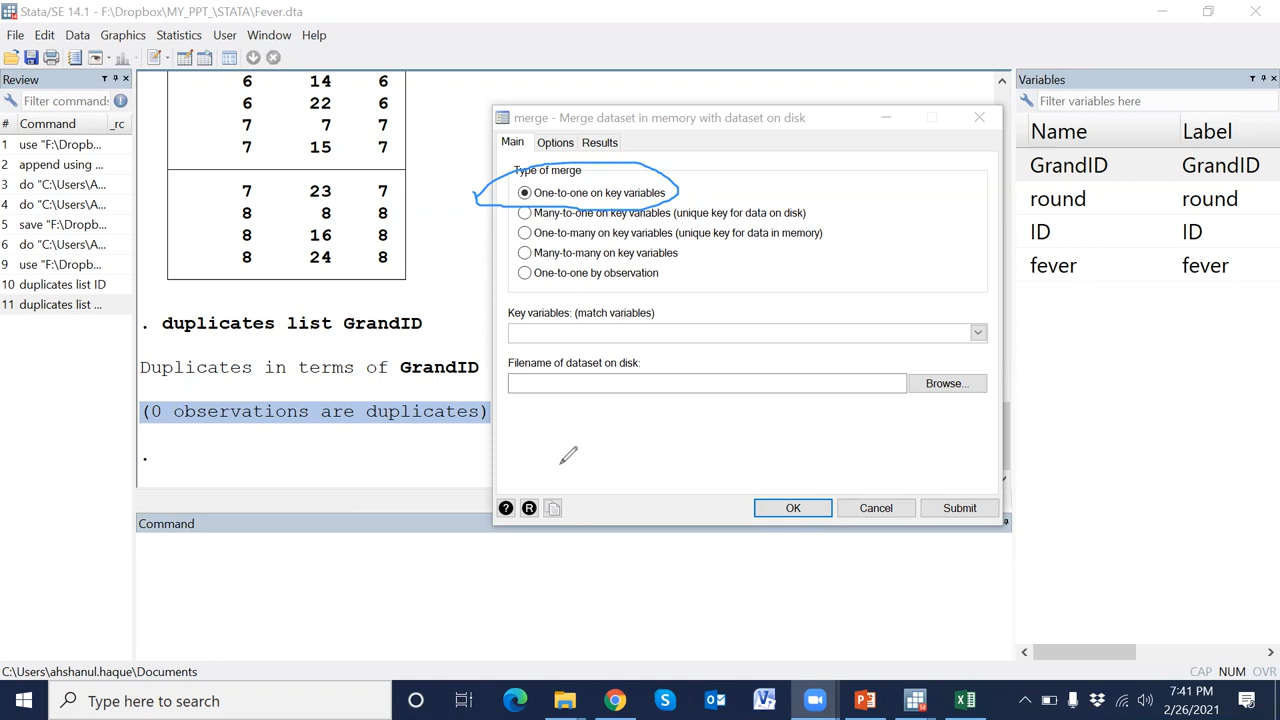 Stata/SE 14.1 - F:\Dropbox\MY_PPT_\STATA\Fever.dta
File Edit Data Graphics Statistics User Window Help
Review
Filter commands
# Command _rc
1 use "F:\Dropb...
2 append using ...
3 do "C:\Users\A...
4 do "C:\Users\A...
5 save "F:\Dropb...
6 do "C:\Users\A...
9 use "F:\Dropb...
10 duplicates list ID
11 duplicates list ...
6 14 6
6 22 6
7 7 7
7 15 7
7 23 7
8 8 8
8 16 8
8 24 8
. duplicates list GrandID
Duplicates in terms of GrandID
(0 observations are duplicates)
.
Command
merge - Merge dataset in memory with dataset on disk
Main Options Results
Type of merge
One-to-one on key variables
Many-to-one on key variables (unique key for data on disk)
One-to-many on key variables (unique key for data in memory)
Many-to-many on key variables
One-to-one by observation
Key variables: (match variables)
Filename of dataset on disk:
Browse...
OK Cancel Submit
Variables
Filter variables here
Name Label
GrandID GrandID
round round
ID ID
fever fever
C:\Users\ahshanul.haque\Documents
CAP NUM OVR
Type here to search
7:41 PM
2/26/2021